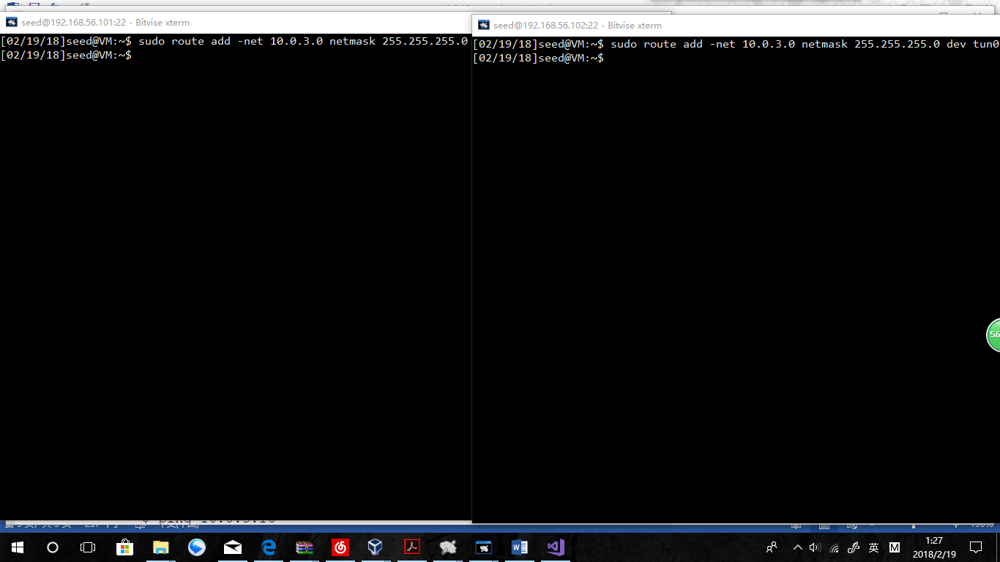 seed@192.168.56.101:22 - Bitvise xterm
[02/19/18]seed@VM:~$ sudo route add -net 10.0.3.0 netmask 255.255.255.0
[02/19/18]seed@VM:~$
seed@192.168.56.102:22 - Bitvise xterm
[02/19/18]seed@VM:~$ sudo route add -net 10.0.3.0 netmask 255.255.255.0 dev tun0
[02/19/18]seed@VM:~$
56
英
M
1:27
2018/2/19